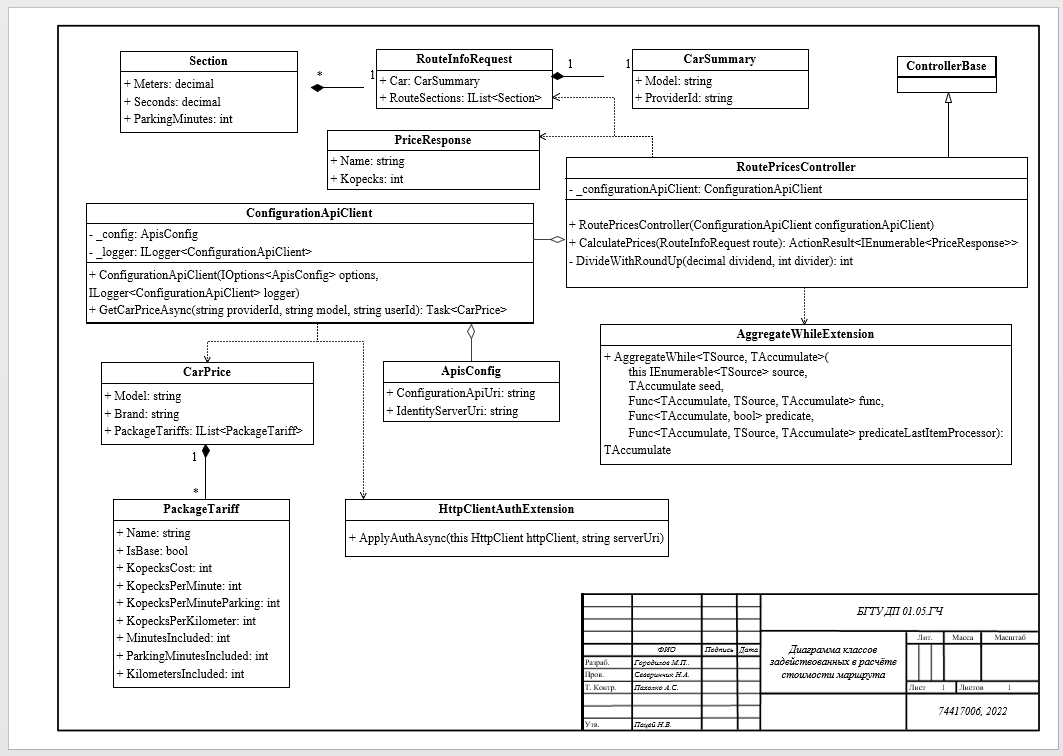 Section
+ Meters: decimal
+ Seconds: decimal
+ ParkingMinutes: int
*
1
RouteInfoRequest
+ Car: CarSummary
+ RouteSections: IList<Section>
1
1
CarSummary
+ Model: string
+ ProviderId: string
ControllerBase
PriceResponse
+ Name: string
+ Kopecks: int
RoutePricesController
- _configurationApiClient: ConfigurationApiClient
+ RoutePricesController(ConfigurationApiClient configurationApiClient)
+ CalculatePrices(RouteInfoRequest route): ActionResult<IEnumerable<PriceResponse>>
- DivideWithRoundUp(decimal dividend, int divider): int
ConfigurationApiClient
- _config: ApisConfig
- _logger: ILogger<ConfigurationApiClient>
+ ConfigurationApiClient(IOptions<ApisConfig> options,
ILogger<ConfigurationApiClient> logger)
+ GetCarPriceAsync(string providerId, string model, string userId): Task<CarPrice>
AggregateWhileExtension
+ AggregateWhile<TSource, TAccumulate>(
this IEnumerable<TSource> source,
TAccumulate seed,
Func<TAccumulate, TSource, TAccumulate> func,
Func<TAccumulate, bool> predicate,
Func<TAccumulate, TSource, TAccumulate> predicateLastItemProcessor):
TAccumulate
CarPrice
+ Model: string
+ Brand: string
+ PackageTariffs: IList<PackageTariff>
ApisConfig
+ ConfigurationApiUri: string
+ IdentityServerUri: string
1
*
PackageTariff
+ Name: string
+ IsBase: bool
+ KopecksCost: int
+ KopecksPerMinute: int
+ KopecksPerMinuteParking: int
+ KopecksPerKilometer: int
+ MinutesIncluded: int
+ ParkingMinutesIncluded: int
+ KilometersIncluded: int
HttpClientAuthExtension
+ ApplyAuthAsync(this HttpClient httpClient, string serverUri)
БГТУ ДП 01.05.ГЧ
ФИО Подпись Дата
Разраб. Городилов М.П..
Пров. Северинчик Н.А.
Т. Контр. Пахолко А.С.
Утв. Пацей Н.В.
Диаграмма классов
задействованных в расчёте
стоимости маршрута
Лит. Масса Масштаб
Лист 1 Листов 1
74417006, 2022